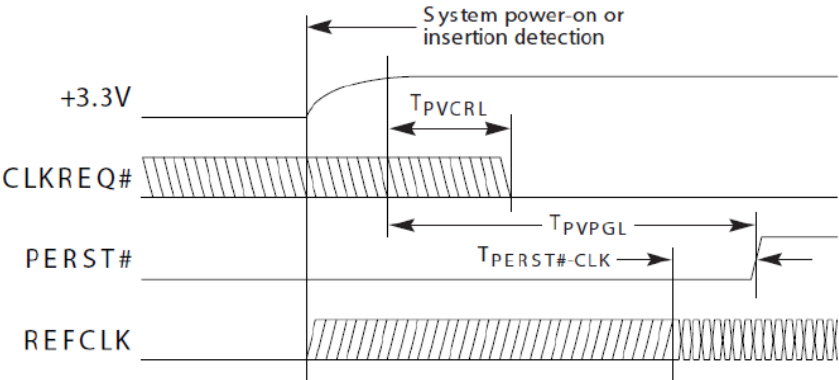 System power-on or
insertion detection
+3.3V
TPVCRL
CLKREQ#
TPVPGL
PERST#
TPERST#-CLK
REFCLK